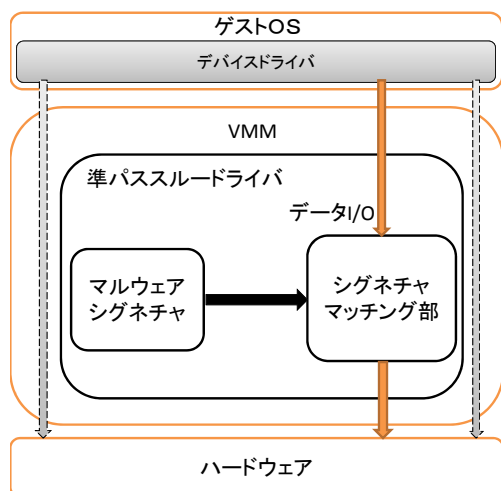 ゲストOS
デバイスドライバ
VMM
準パススルードライバ
データI/O
マルウェア
シグネチャ
シグネチャ
マッチング部
ハードウェア